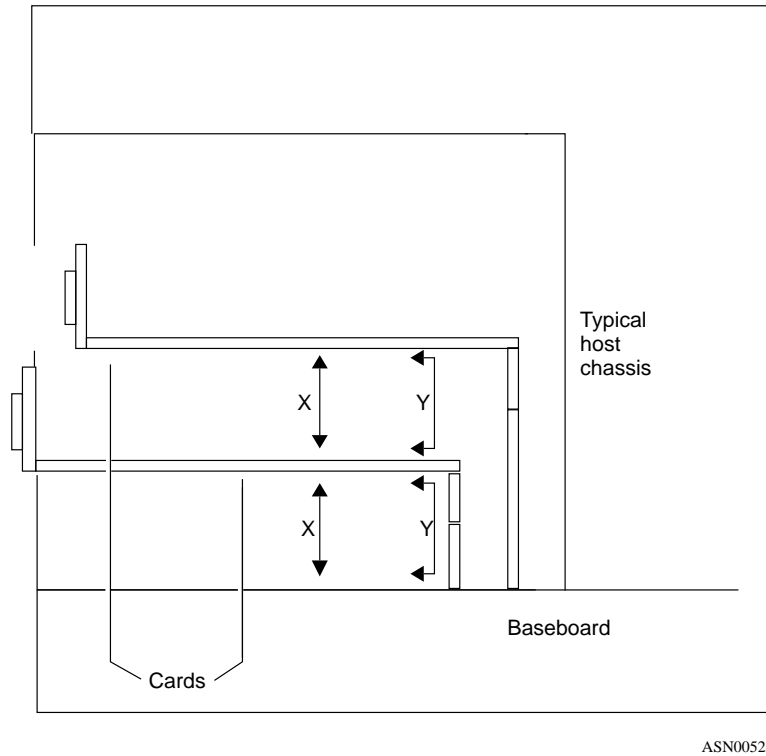 Typical
host
chassis
X
Y
X
Y
Baseboard
Cards
ASN0052